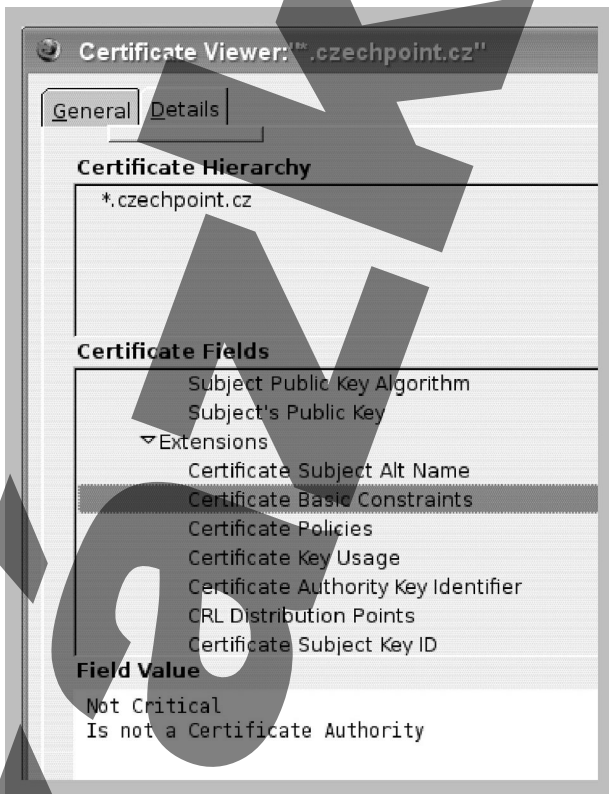 Certificate Viewer:"*.czechpoint.cz"
General Details
Certificate Hierarchy
*.czechpoint.cz
Certificate Fields
Subject Public Key Algorithm
Subject's Public Key
Extensions
Certificate Subject Alt Name
Certificate Basic Constraints
Certificate Policies
Certificate Key Usage
Certificate Authority Key Identifier
CRL Distribution Points
Certificate Subject Key ID
Field Value
Not Critical
Is not a Certificate Authority